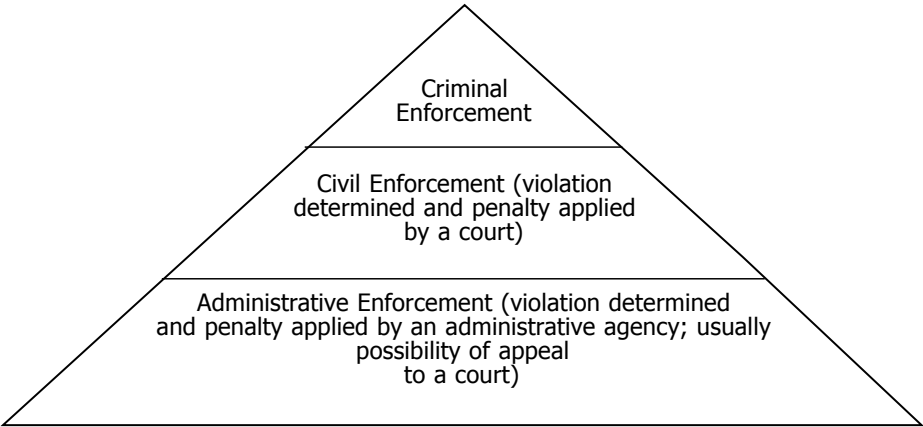 Criminal
Enforcement
Civil Enforcement (violation
determined and penalty applied
by a court)
Administrative Enforcement (violation determined
and penalty applied by an administrative agency; usually
possibility of appeal
to a court)